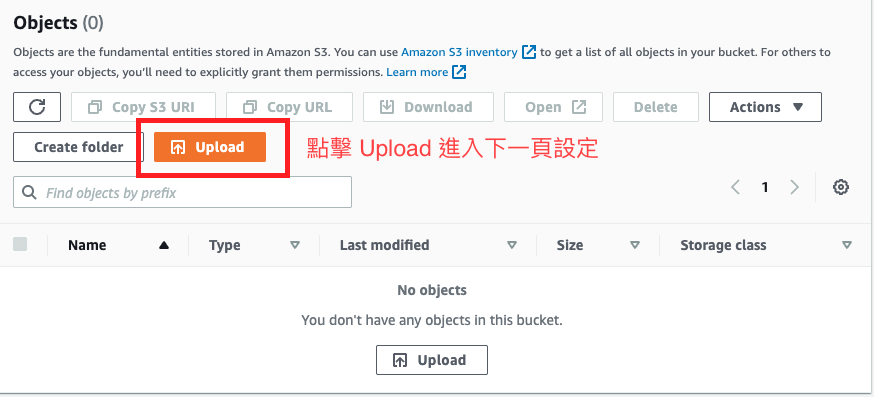 Objects (0)
Objects are the fundamental entities stored in Amazon S3. You can use Amazon S3 inventory to get a list of all objects in your bucket. For others to
access your objects, you'll need to explicitly grant them permissions. Learn more
Copy S3 URI Copy URL Download Open Delete Actions
Create folder Upload 點擊 Upload 進入下一頁設定
Find objects by prefix 1
Name Type Last modified Size Storage class
No objects
You don't have any objects in this bucket.
Upload